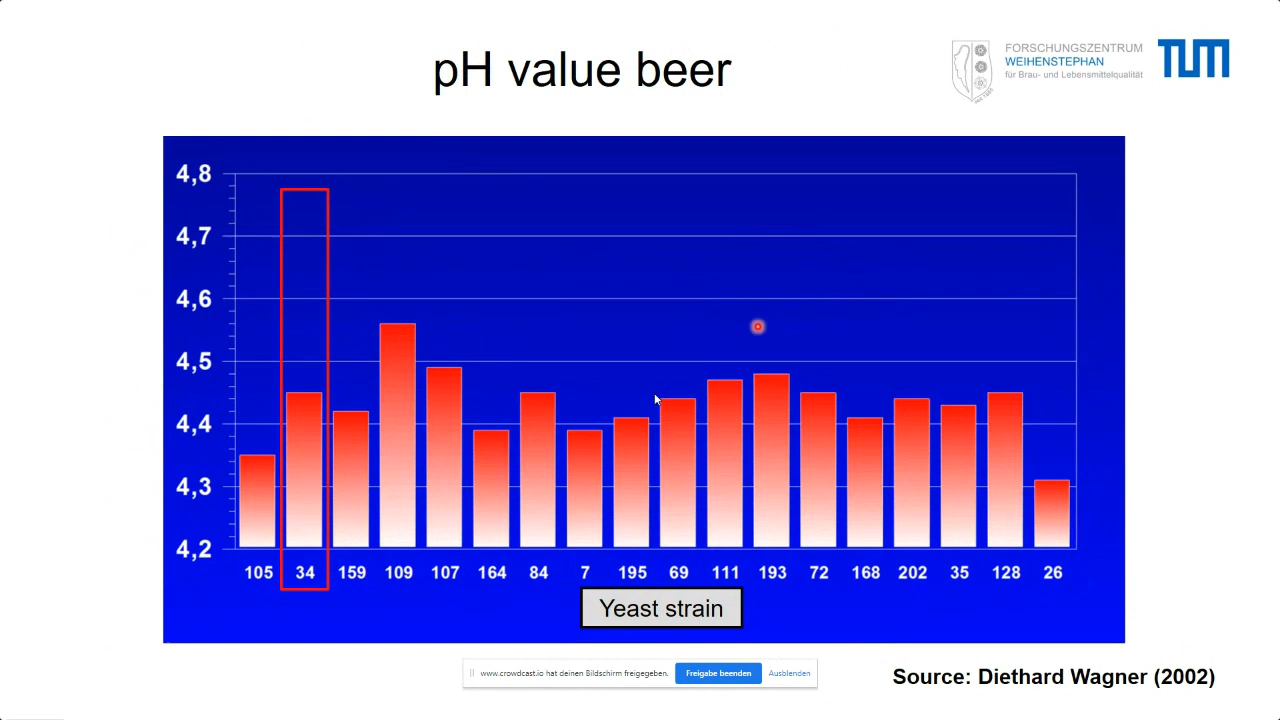 pH value beer
FORSCHUNGSZENTRUM
WEIHENSTEPHAN
für Brau- und Lebensmittelqualität
TUM
4,8
4,7
4,6
4,5
4,4
4,3
4,2
105 34 159 109 107 164 84 7 195 69 111 193 72 168 202 35 128 26
Yeast strain
www.crowdcast.io hat deinen Bildschirm freigegeben. Freigabe beenden Ausblenden
Source: Diethard Wagner (2002)